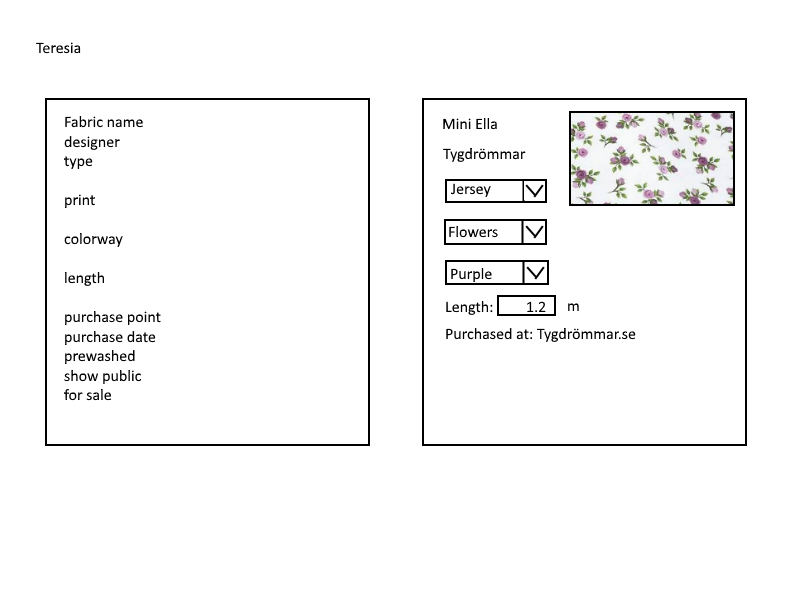 Teresia
Fabric name
designer
type
print
colorway
length
purchase point
purchase date
prewashed
show public
for sale
Mini Ella
Tygdrömmar
Jersey
Flowers
Purple
Length: 1.2 m
Purchased at: Tygdrömmar.se